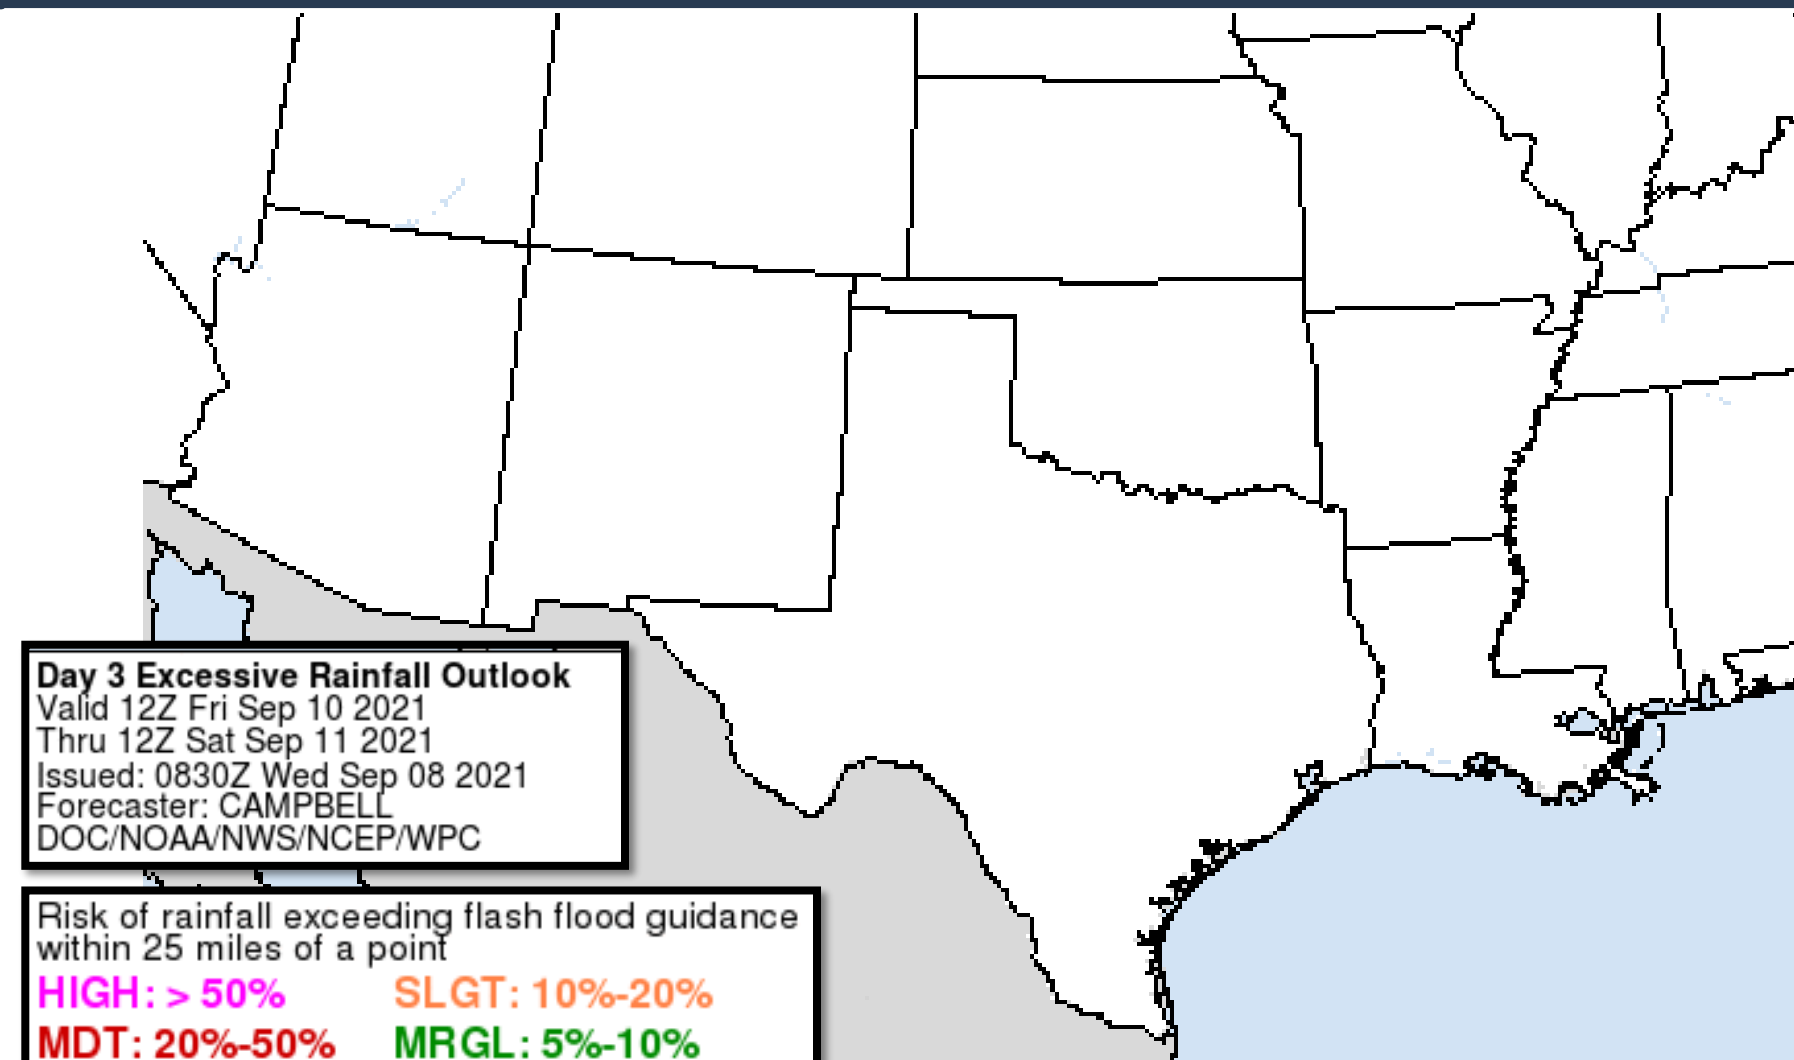 Day 3 Excessive Rainfall Outlook
Valid 12Z Fri Sep 10 2021
Thru 12Z Sat Sep 11 2021
Issued: 0830Z Wed Sep 08 2021
Forecaster: CAMPBELL
DOC/NOAA/NWS/NCEP/WPC
Risk of rainfall exceeding flash flood guidance
within 25 miles of a point
HIGH: > 50% SLGT: 10%-20%
MDT: 20%-50% MRGL: 5%-10%